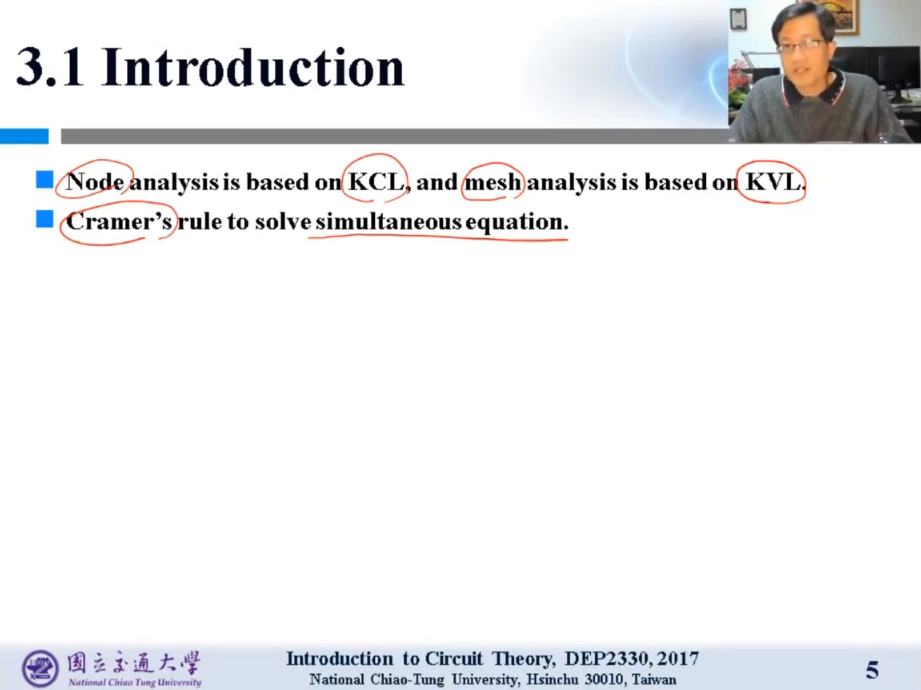 3.1 Introduction
Node analysis is based on KCL, and mesh analysis is based on KVL.
Cramer's rule to solve simultaneous equation.
國立交通大學
National Chiao Tung University
Introduction to Circuit Theory, DEP2330, 2017
National Chiao-Tung University, Hsinchu 30010, Taiwan
5